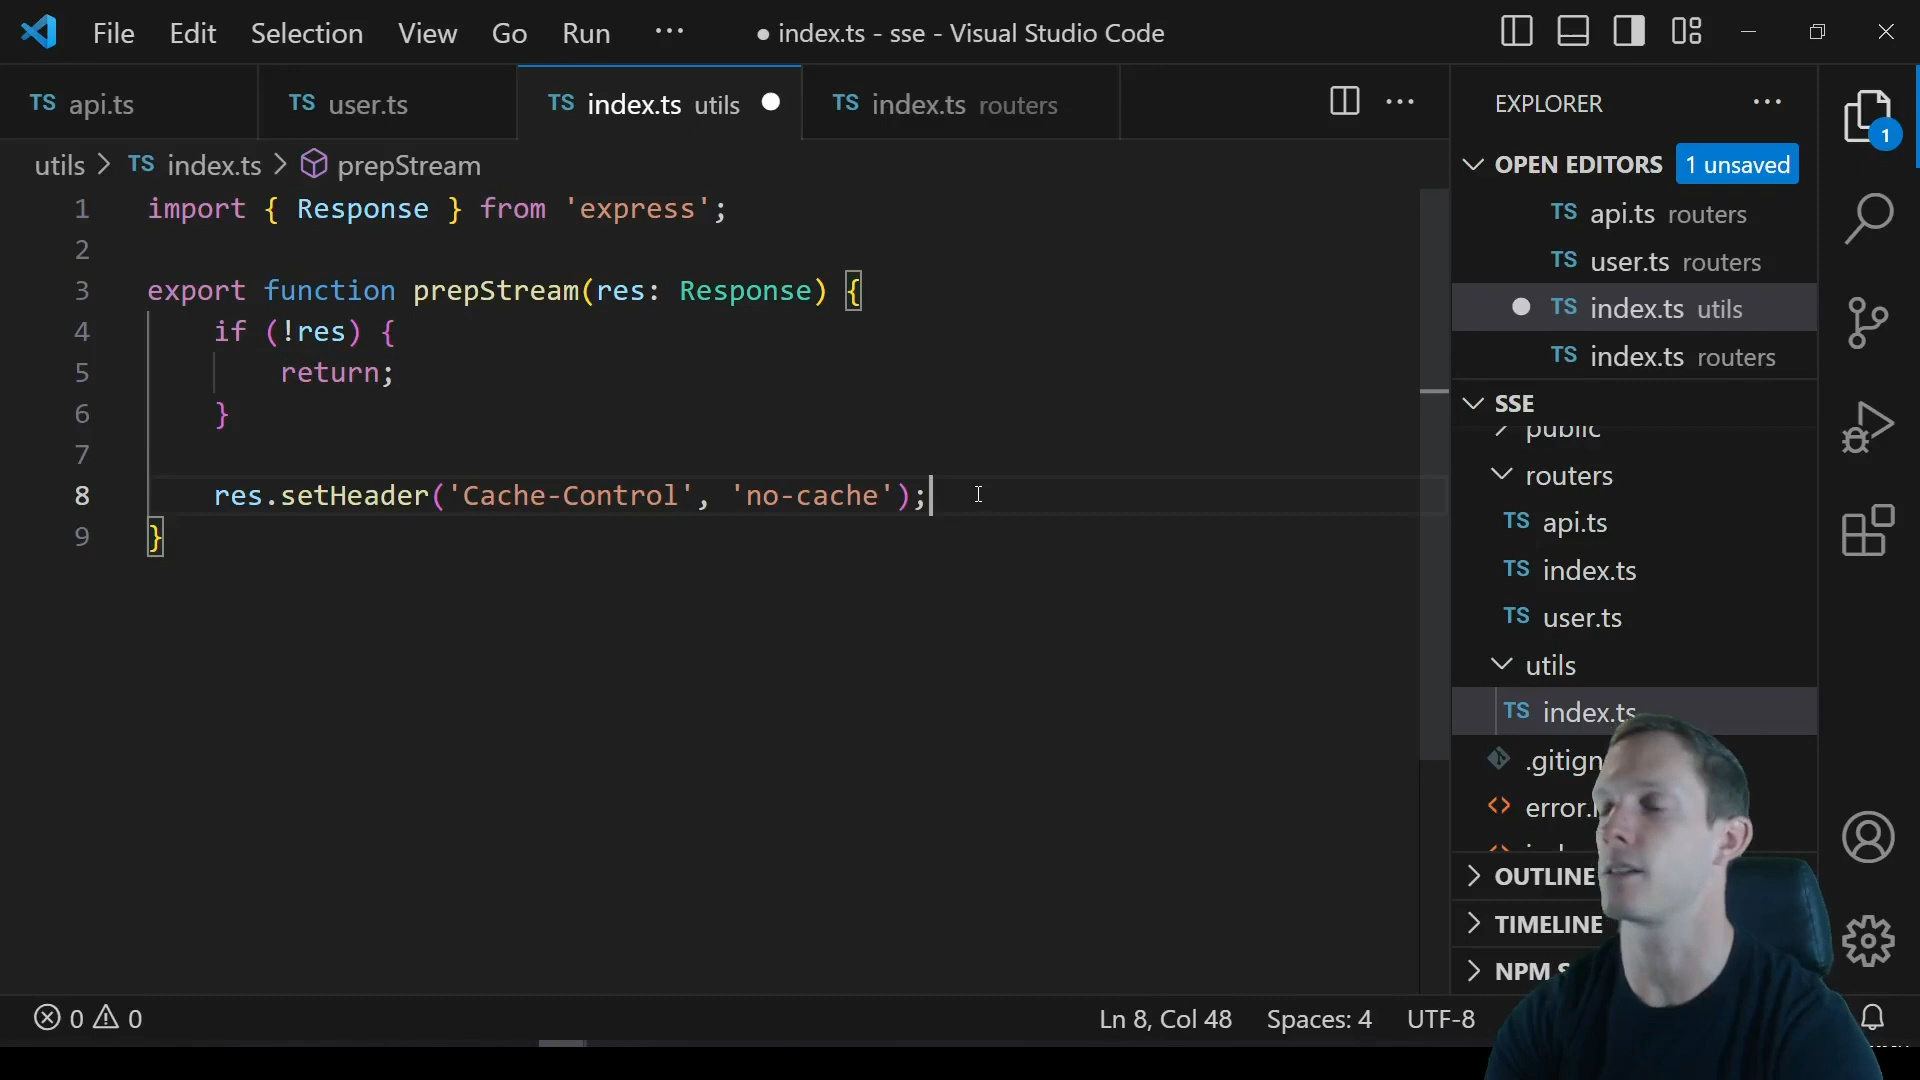 File Edit Selection View Go Run ··· ● index.ts - sse - Visual Studio Code
TS api.ts TS user.ts TS index.ts utils ● TS index.ts routers
utils > TS index.ts > prepStream
1 import { Response } from 'express';
2
3 export function prepStream(res: Response) {
4 if (!res) {
5 return;
6 }
7
8 res.setHeader('Cache-Control', 'no-cache');
9 }
EXPLORER
OPEN EDITORS 1 unsaved
TS api.ts routers
TS user.ts routers
● TS index.ts utils
TS index.ts routers
SSE
public
routers
TS api.ts
TS index.ts
TS user.ts
utils
TS index.ts
.gitign
error.
OUTLINE
TIMELINE
NPM S
1
0 0
Ln 8, Col 48 Spaces: 4 UTF-8